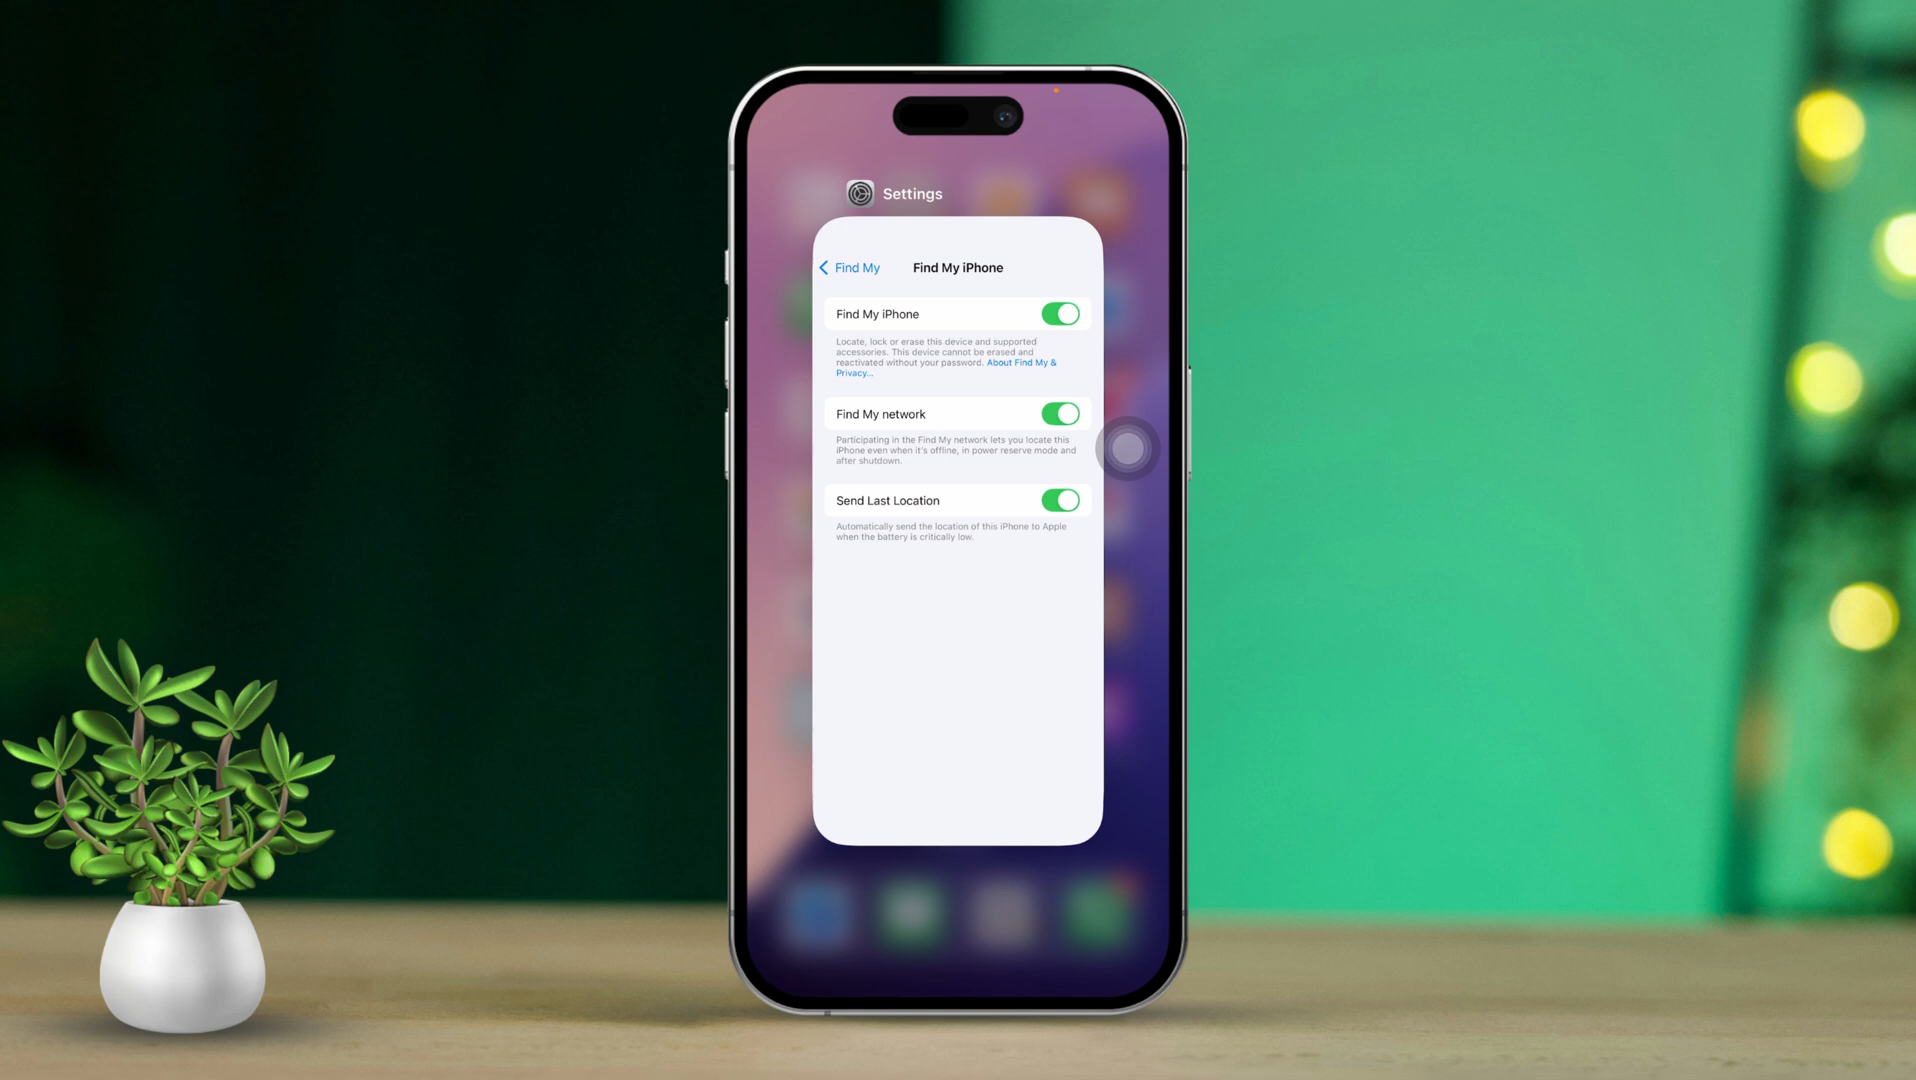 Settings
Find My
Find My iPhone
Find My iPhone
Locate, lock or erase this device and supported
accessories. This device cannot be erased and
reactivated without your password. About Find My &
Privacy...
Find My network
Participating in the Find My network lets you locate this
iPhone even when it's offline, in power reserve mode and
after shutdown.
Send Last Location
Automatically send the location of this iPhone to Apple
when the battery is critically low.